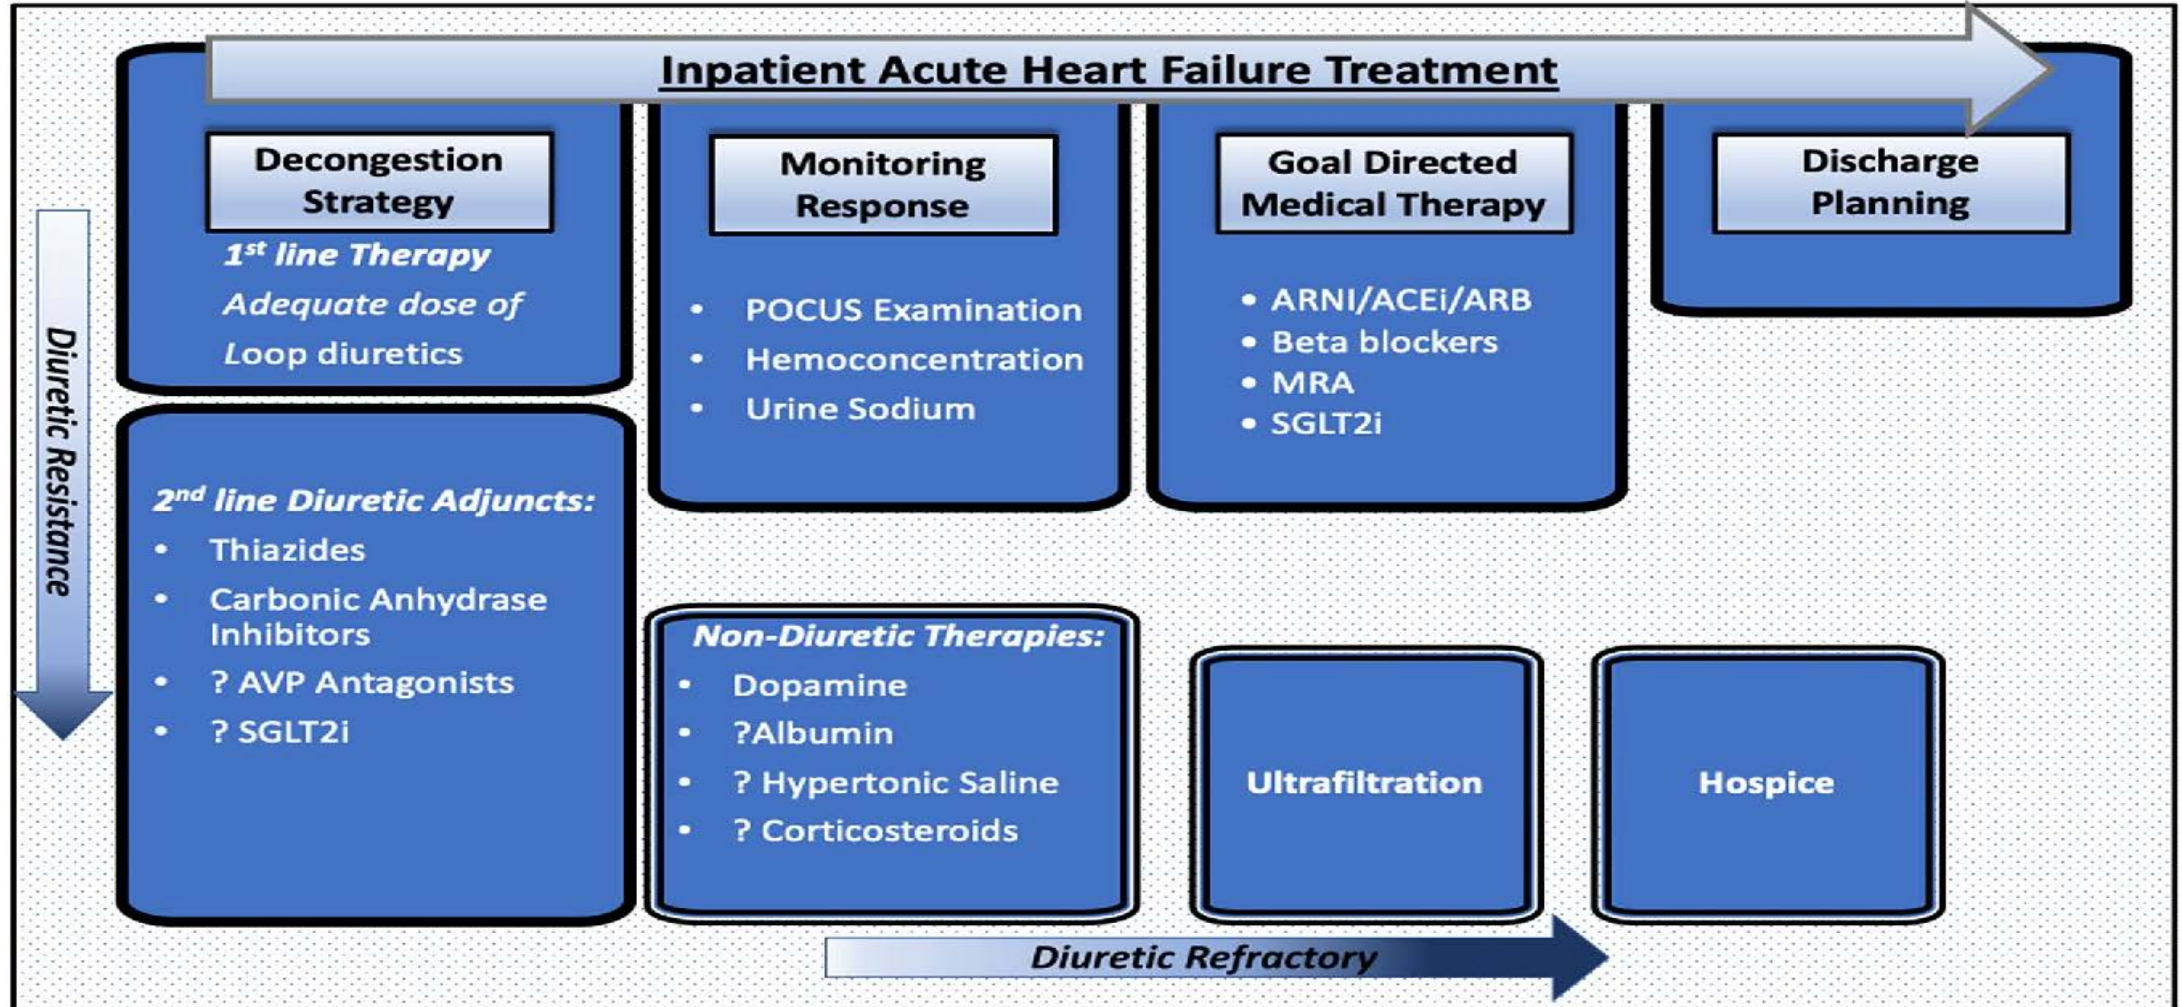 Inpatient Acute Heart Failure Treatment
Decongestion
Strategy
1st line Therapy
Adequate dose of
Loop diuretics
Monitoring
Response
• POCUS Examination
• Hemoconcentration
• Urine Sodium
Goal Directed
Medical Therapy
• ARNI/ACEi/ARB
• Beta blockers
• MRA
• SGLT2i
Discharge
Planning
Diuretic Resistance
2nd line Diuretic Adjuncts:
• Thiazides
• Carbonic Anhydrase
Inhibitors
• ? AVP Antagonists
• ? SGLT2i
Non-Diuretic Therapies:
• Dopamine
• ?Albumin
• ? Hypertonic Saline
• ? Corticosteroids
Ultrafiltration
Hospice
Diuretic Refractory